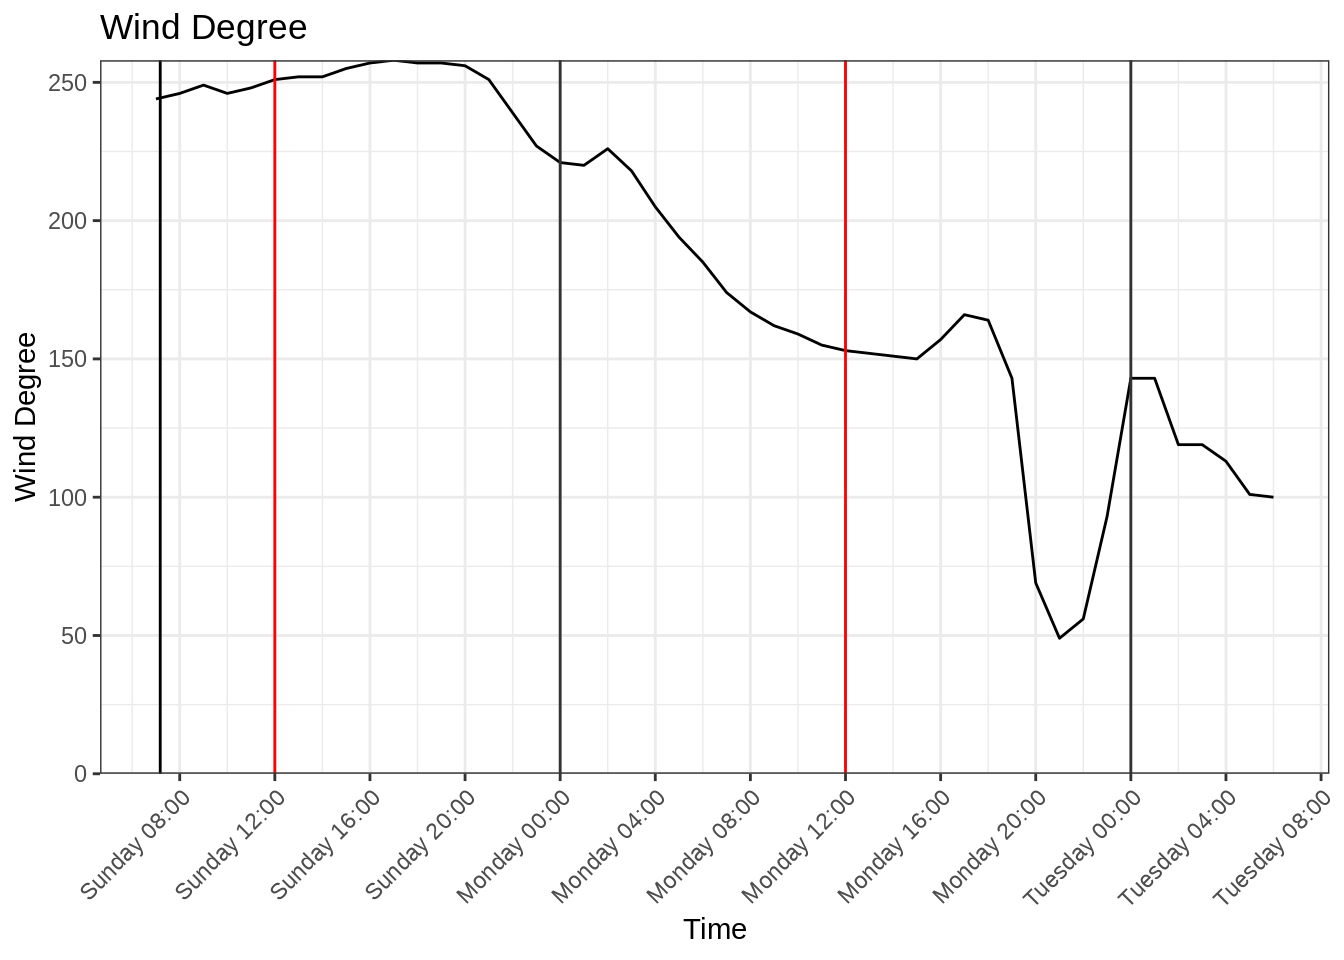 Wind Degree
Wind Degree
250
200
150
100
50
0
Sunday 08:00
Sunday 12:00
Sunday 16:00
Sunday 20:00
Monday 00:00
Monday 04:00
Monday 08:00
Monday 12:00
Monday 16:00
Monday 20:00
Tuesday 00:00
Tuesday 04:00
Tuesday 08:00
Time